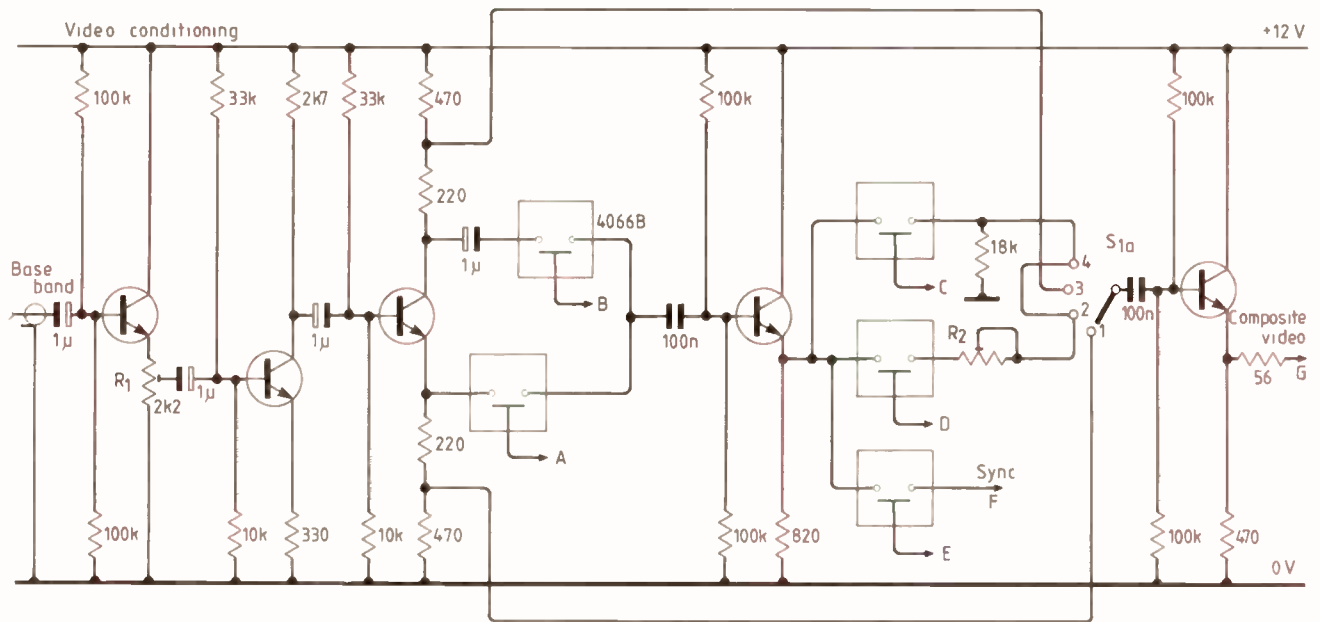 Video conditioning
+12 V
100k
33k
2k7
33k
470
100k
100k
220
4066B
1µ
B
C
18k
4
S1a
3
2
1
100n
Base
band
1µ
1µ
100n
R1
2k2
1µ
R2
Composite
video
56
G
D
220
A
Sync
F
100k
10k
330
10k
470
100k
820
E
100k
470
0V